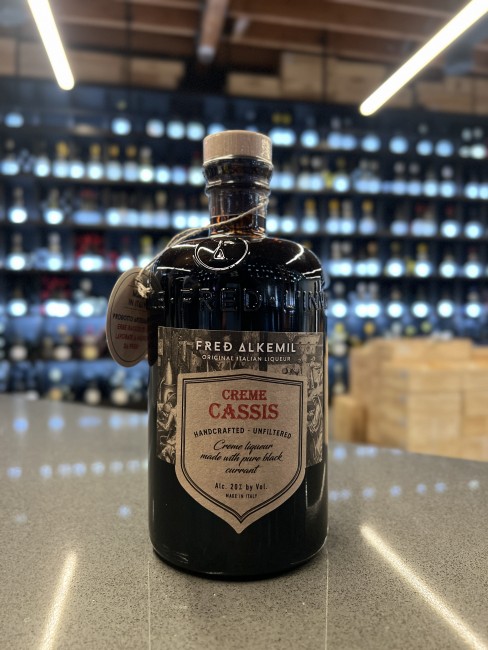 FRED ALKEMIL
ORIGINAL ITALIAN LIQUEUR
CREME
CASSIS
HANDCRAFTED - UNFILTERED
Creme liqueur
made with pure black
currant
Alc. 20% by Vol.
MADE IN ITALY